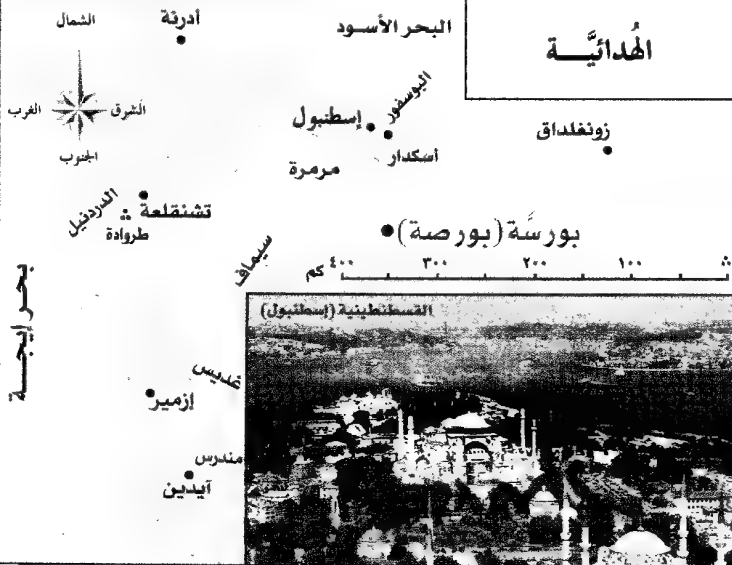 الهُدائيَّة
البحر الأسود
أدرنة
الشمال
الشرق
الغرب
الجنوب
البوسفور
إسطنبول
أسكدار
زونغلداق
مرمرة
الدردنيل
تشنقلعة
طروادة
بورسَّة (بورصة)
سيماف
١٠٠ ٢٠٠ ٣٠٠ ٤٠٠ كم
بحر إيجة
القسطنطينية (إسطنبول)
غديس
إزمير
مندرس
آيدين